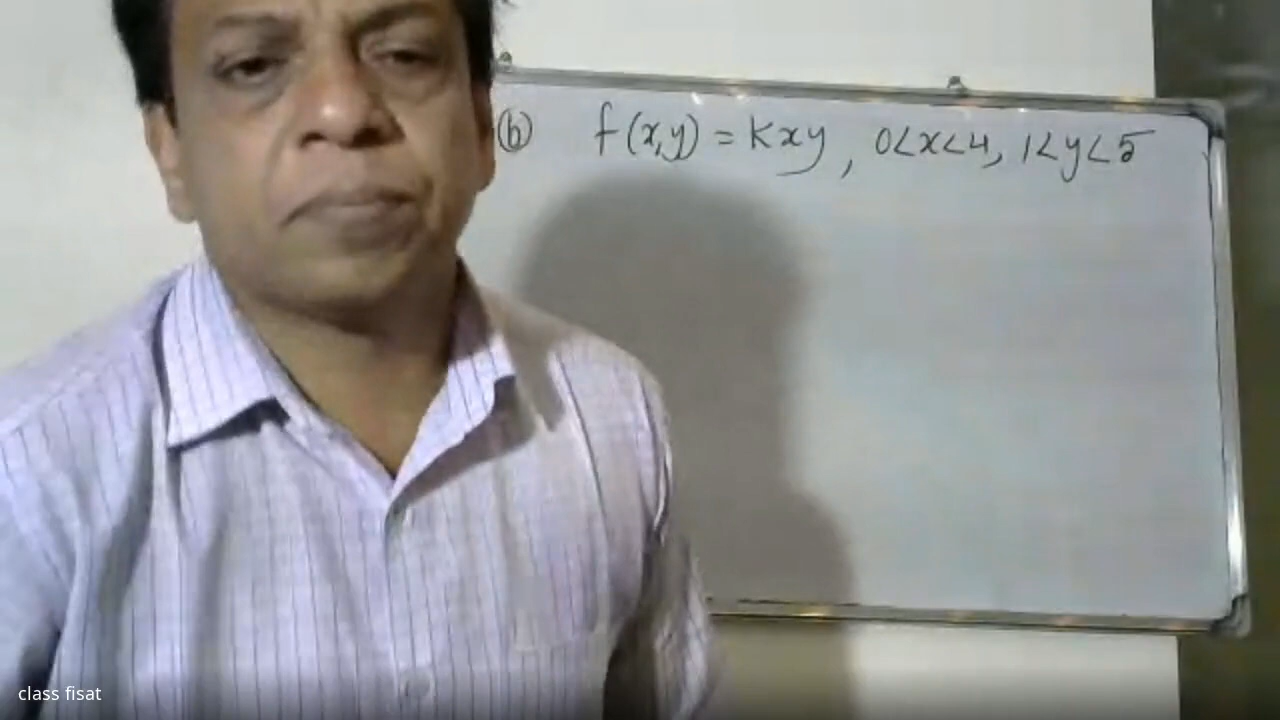 (b) f(x,y) = Kxy, 0<x<4, 1<y<5
class fisat